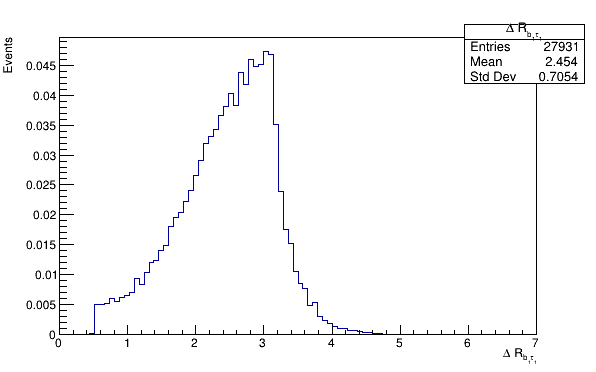 Δ R b₁τ₁
Entries 27931
Mean 2.454
Std Dev 0.7054
Events
0.045
0.04
0.035
0.03
0.025
0.02
0.015
0.01
0.005
0
0 1 2 3 4 5 6 7
Δ R b₁τ₁